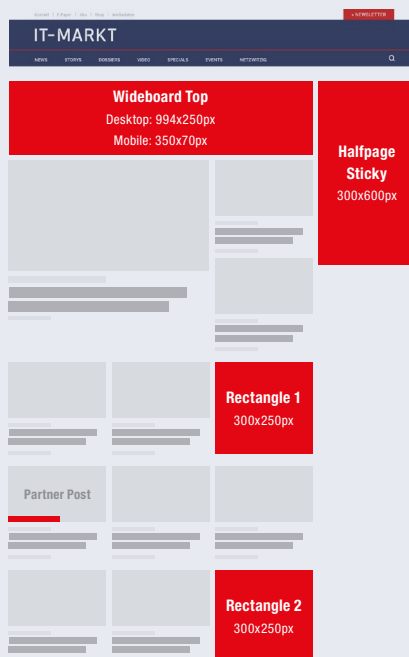 » NEWSLETTER
IT-MARKT
NEWS STORYS DOSSIERS VIDEO SPECIALS EVENTS NETZWITZIG
Wideboard Top
Desktop: 994x250px
Mobile: 350x70px
Halfpage
Sticky
300x600px
Rectangle 1
300x250px
Partner Post
Rectangle 2
300x250px